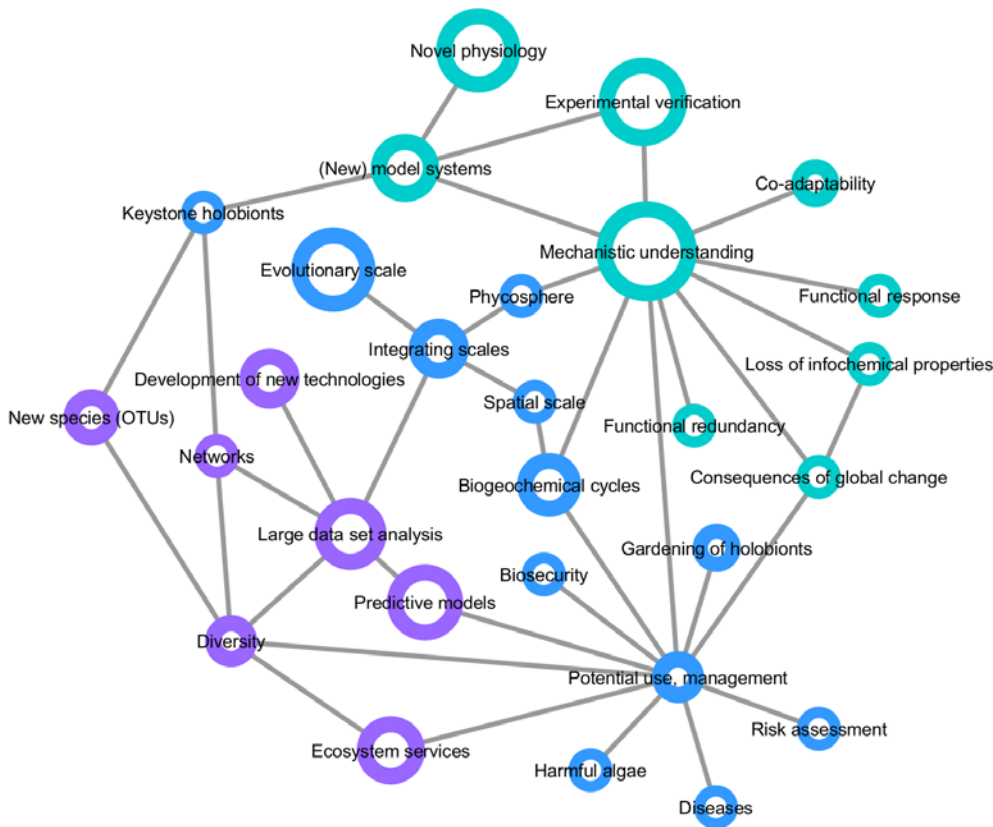 Novel physiology
Experimental verification
(New) model systems
Co-adaptability
Keystone holobionts
Mechanistic understanding
Evolutionary scale
Phycosphere
Functional response
Integrating scales
Loss of infochemical properties
Development of new technologies
Spatial scale
New species (OTUs)
Functional redundancy
Networks
Biogeochemical cycles
Consequences of global change
Large data set analysis
Gardening of holobionts
Biosecurity
Predictive models
Diversity
Potential use, management
Risk assessment
Ecosystem services
Harmful algae
Diseases